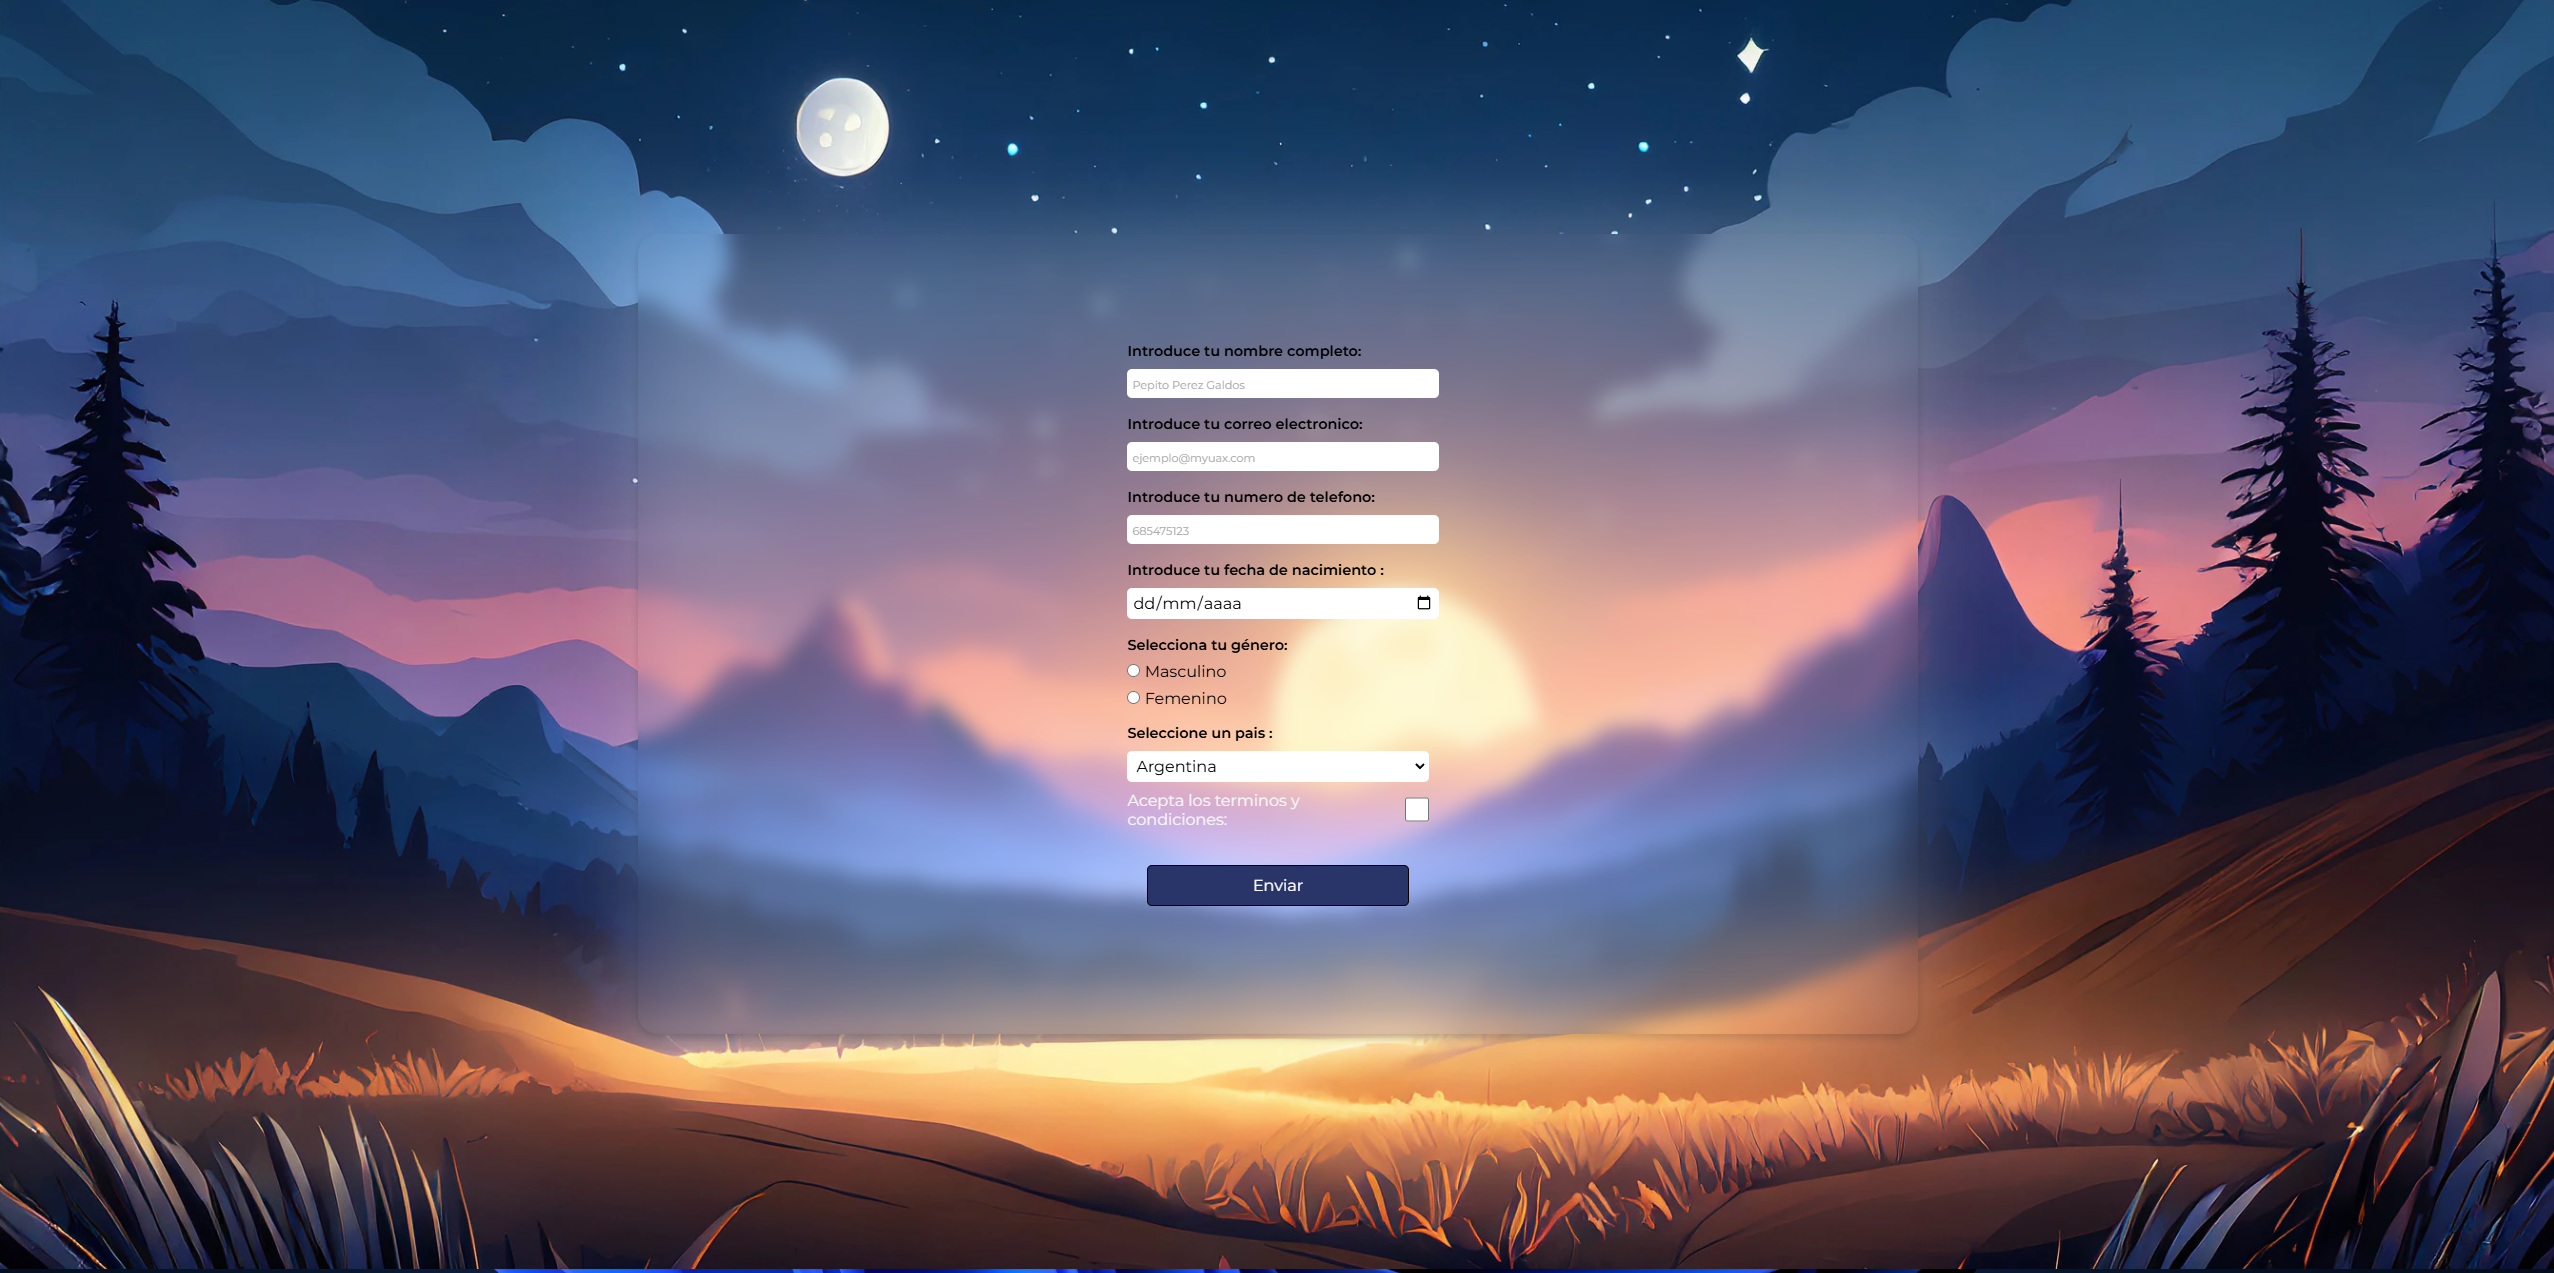 Introduce tu nombre completo:
Pepito Perez Galdos
Introduce tu correo electronico:
ejemplo@myuax.com
Introduce tu numero de telefono:
685475123
Introduce tu fecha de nacimiento :
dd/mm/aaaa
Selecciona tu género:
Masculino
Femenino
Seleccione un pais :
Argentina
Acepta los terminos y
condiciones:
Enviar